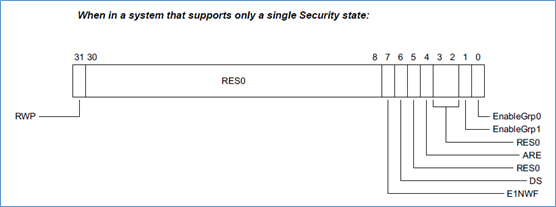 When in a system that supports only a single Security state:
31 30 8 7 6 5 4 3 2 1 0
RES0
RWP
EnableGrp0
EnableGrp1
RES0
ARE
RES0
DS
E1NWF